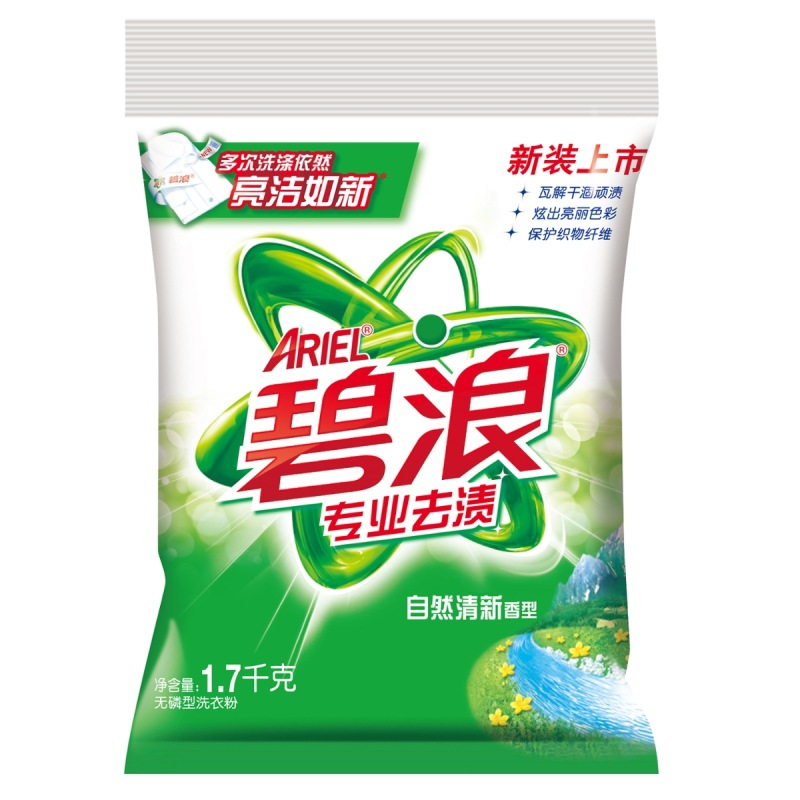 多次洗涤依然
亮洁如新*
新装上市
瓦解干涸顽渍
炫出亮丽色彩
保护织物纤维
ARIEL®
碧浪®
专业去渍
自然清新香型
净含量:1.7千克
无磷型洗衣粉
碧浪